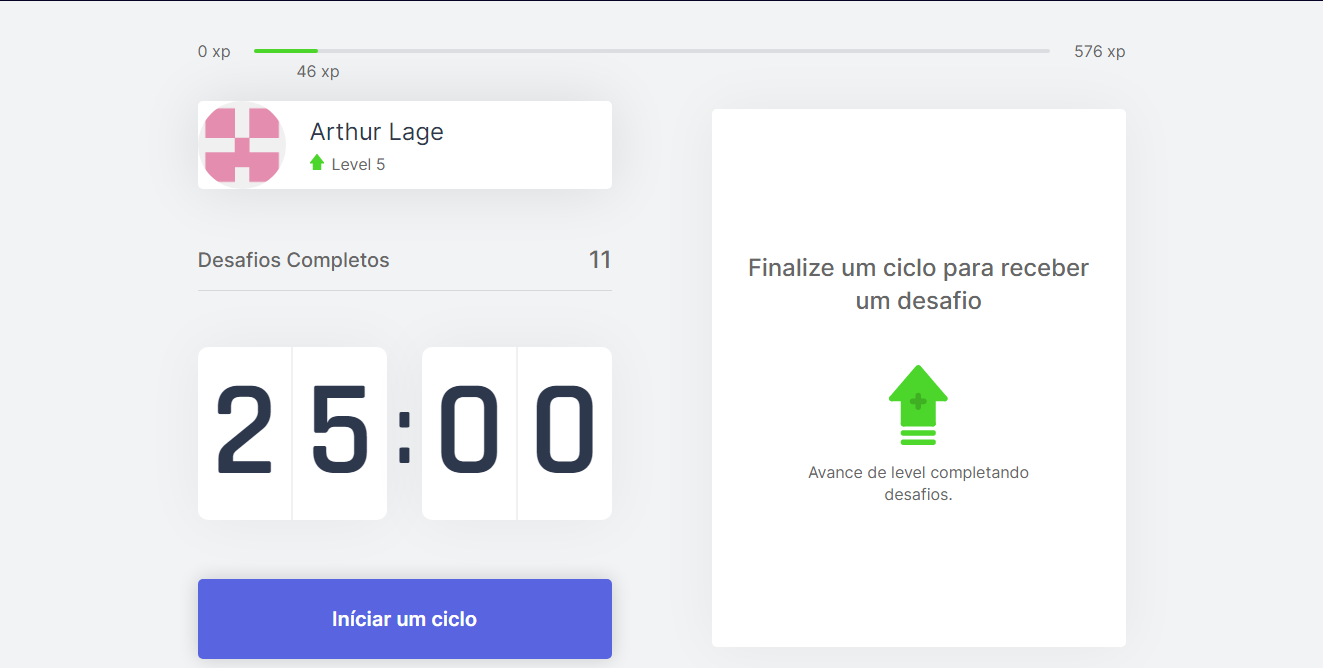 0 xp
576 xp
46 xp
Arthur Lage
Level 5
Desafios Completos
11
25:00
Iníciar um ciclo
Finalize um ciclo para receber
um desafio
Avance de level completando
desafios.